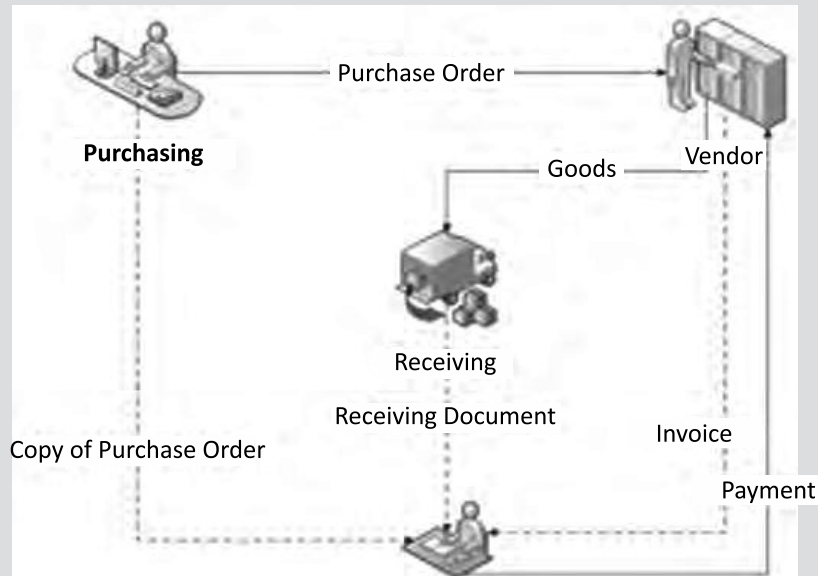 Purchase Order
Purchasing
Vendor
Goods
Receiving
Receiving Document
Invoice
Copy of Purchase Order
Payment